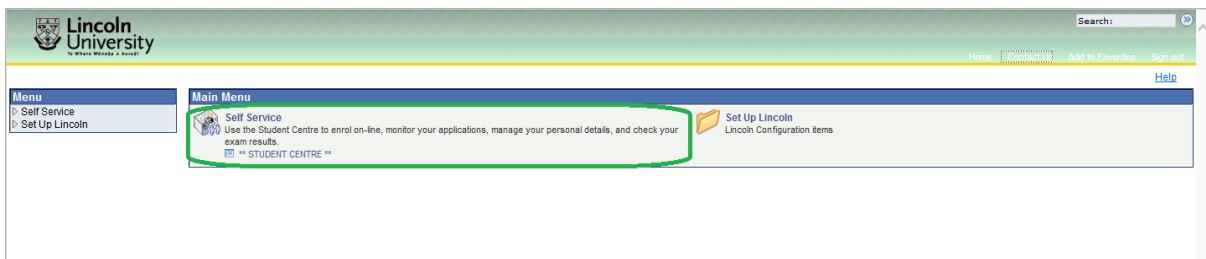 Lincoln
University
Te Whare Wānaka o Aoraki
Search:
Home Contact Us Add to Favorites Sign out
Help
Menu
Self Service
Set Up Lincoln
Main Menu
Self Service
Use the Student Centre to enrol on-line, monitor your applications, manage your personal details, and check your
exam results.
** STUDENT CENTRE **
Set Up Lincoln
Lincoln Configuration items